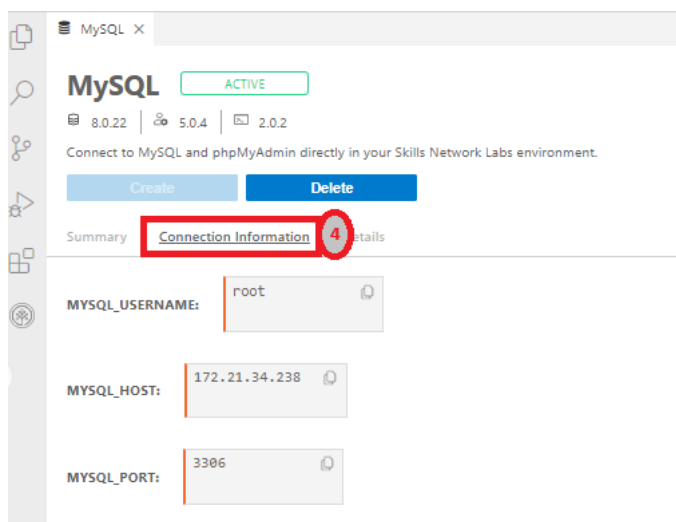 MySQL
MySQL ACTIVE
8.0.22 5.0.4 2.0.2
Connect to MySQL and phpMyAdmin directly in your Skills Network Labs environment.
Create Delete
Summary Connection Information 4 etails
MYSQL_USERNAME: root
MYSQL_HOST: 172.21.34.238
MYSQL_PORT: 3306